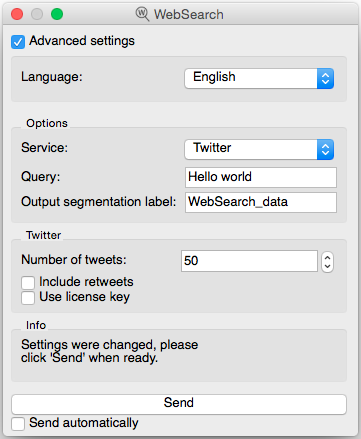 WebSearch
Advanced settings
Language: English
Options
Service: Twitter
Query: Hello world
Output segmentation label: WebSearch_data
Twitter
Number of tweets: 50
Include retweets
Use license key
Info
Settings were changed, please
click 'Send' when ready.
Send
Send automatically